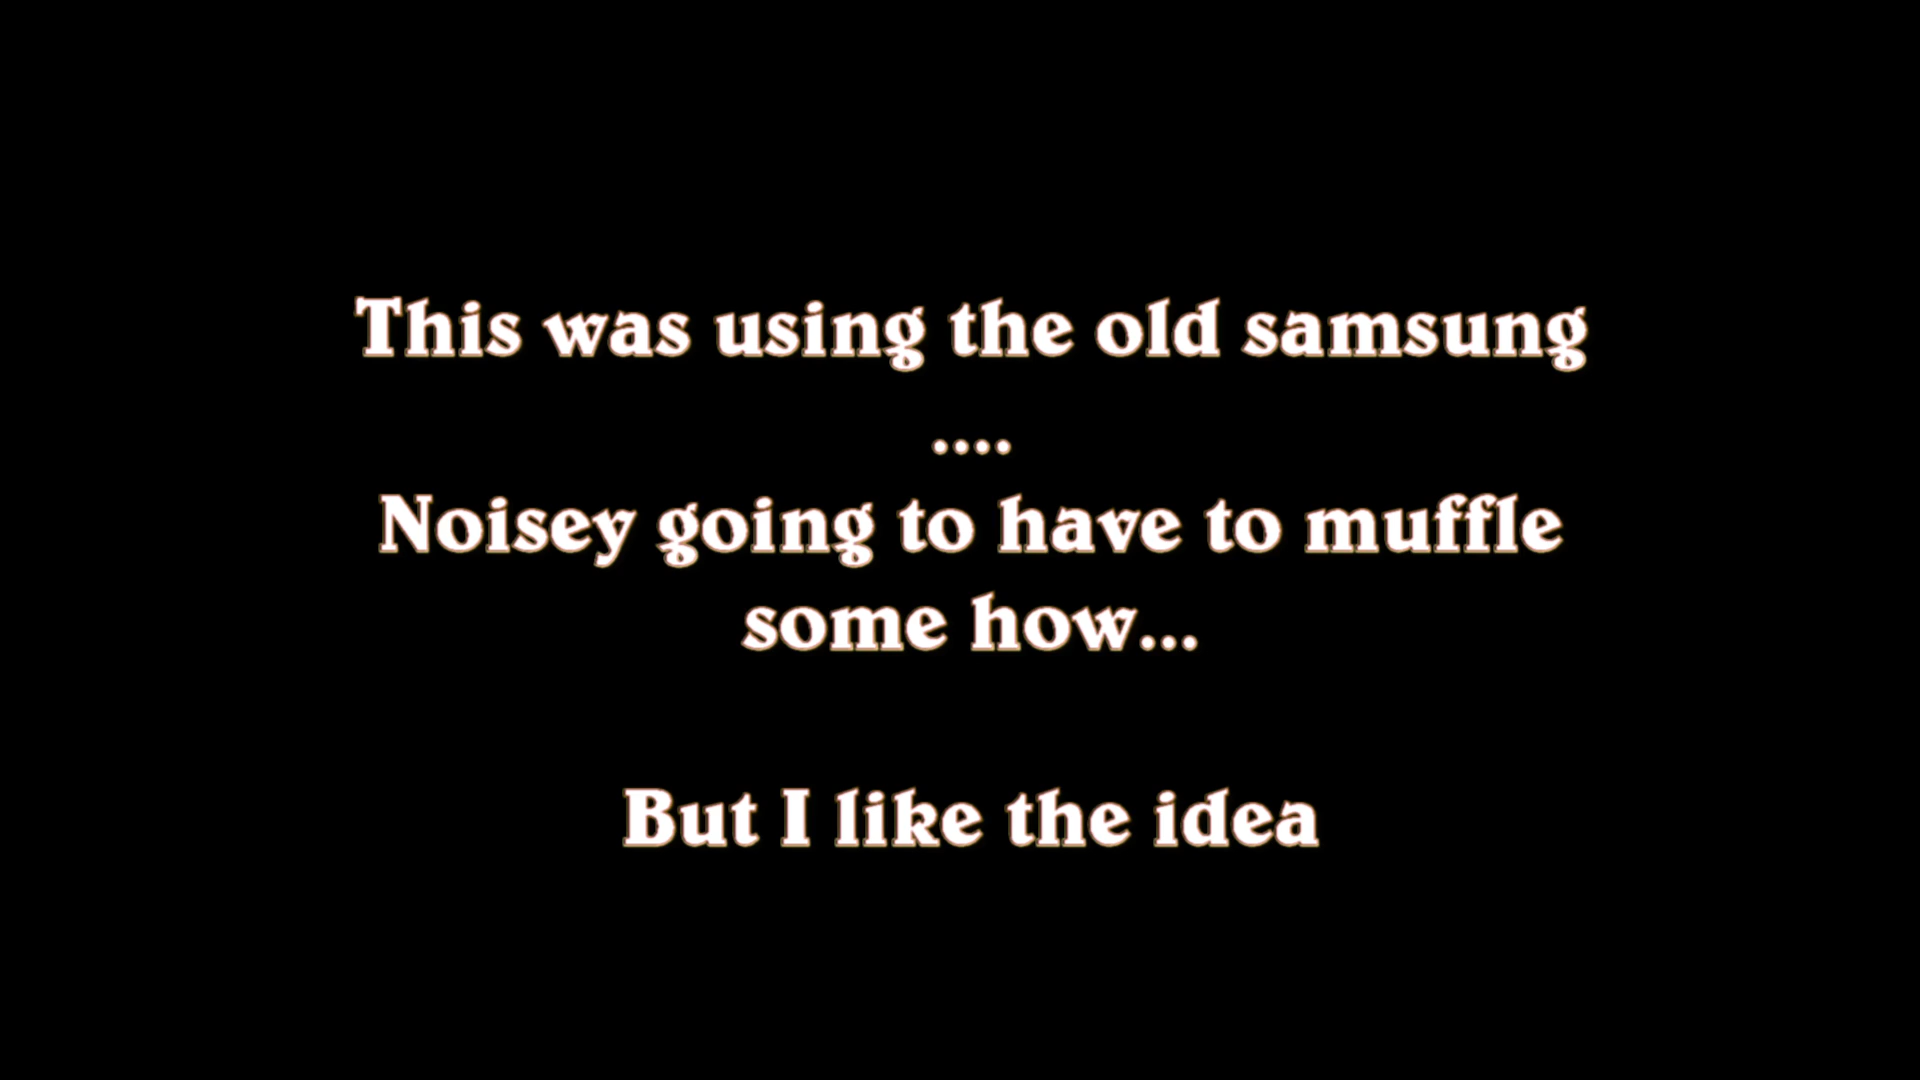 This was using the old samsung
....
Noisey going to have to muffle
some how...
But I like the idea